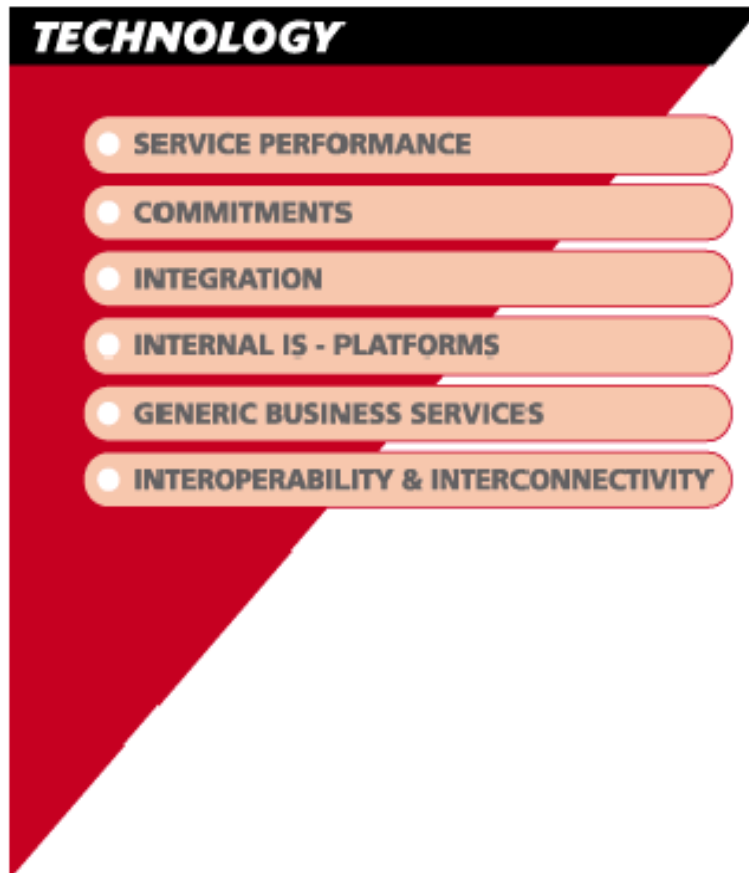 TECHNOLOGY
SERVICE PERFORMANCE
COMMITMENTS
INTEGRATION
INTERNAL IS - PLATFORMS
GENERIC BUSINESS SERVICES
INTEROPERABILITY & INTERCONNECTIVITY